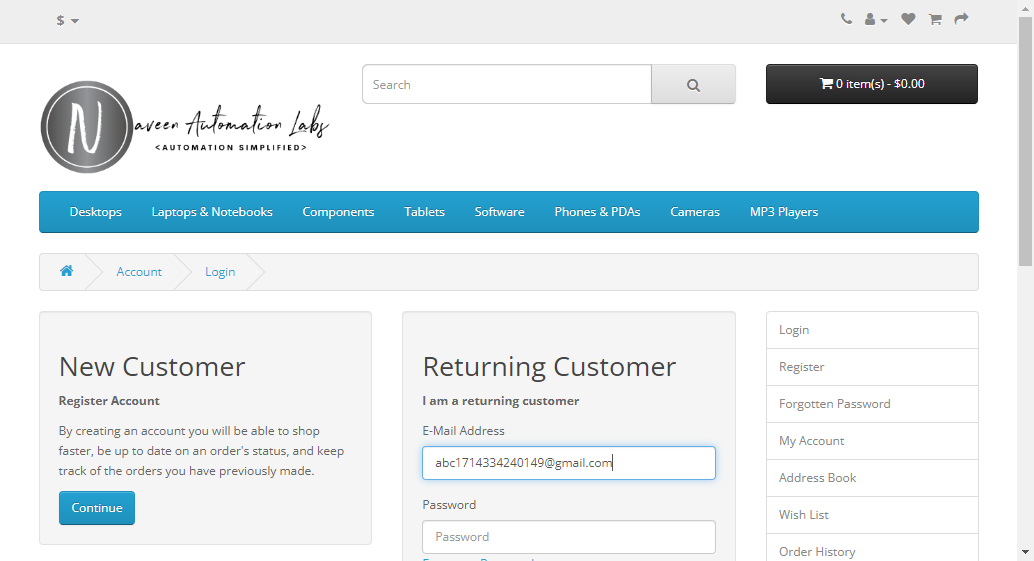 $
Search
0 item(s) - $0.00
N
aveen Automation Labs
<AUTOMATION SIMPLIFIED>
Desktops
Laptops & Notebooks
Components
Tablets
Software
Phones & PDAs
Cameras
MP3 Players
Account
Login
New Customer
Register Account
By creating an account you will be able to shop
faster, be up to date on an order's status, and keep
track of the orders you have previously made.
Continue
Returning Customer
I am a returning customer
E-Mail Address
abc1714334240149@gmail.com
Password
Password
Login
Register
Forgotten Password
My Account
Address Book
Wish List
Order History